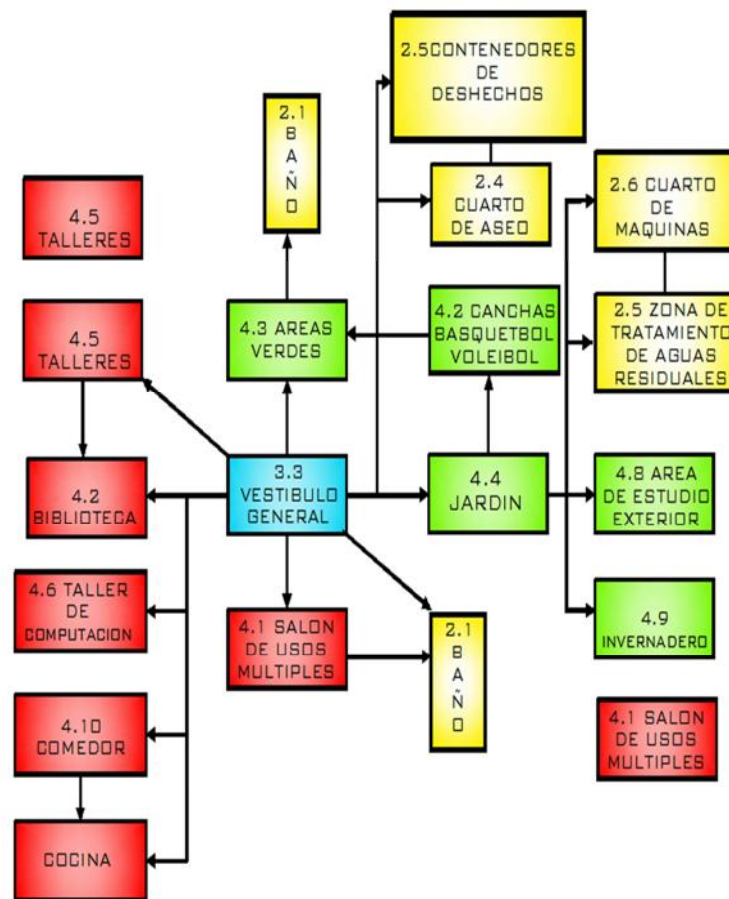 2.5CONTENEDORES
DE
DESHECHOS
2.1
B
A
Ñ
O
2.4
CUARTO
DE ASEO
2.6 CUARTO
DE
MAQUINAS
4.5
TALLERES
4.5
TALLERES
4.3 AREAS
VERDES
4.2 CANCHAS
BASQUETBOL
VOLEIBOL
2.5 ZONA DE
TRATAMIENTO
DE AGUAS
RESIDUALES
4.2
BIBLIOTECA
3.3
VESTIBULO
GENERAL
4.4
JARDIN
4.8 AREA
DE ESTUDIO
EXTERIOR
4.6 TALLER
DE
COMPUTACION
4.1 SALON
DE USOS
MULTIPLES
2.1
B
A
Ñ
O
4.9
INVERNADERO
4.10
COMEDOR
4.1 SALON
DE USOS
MULTIPLES
COCINA